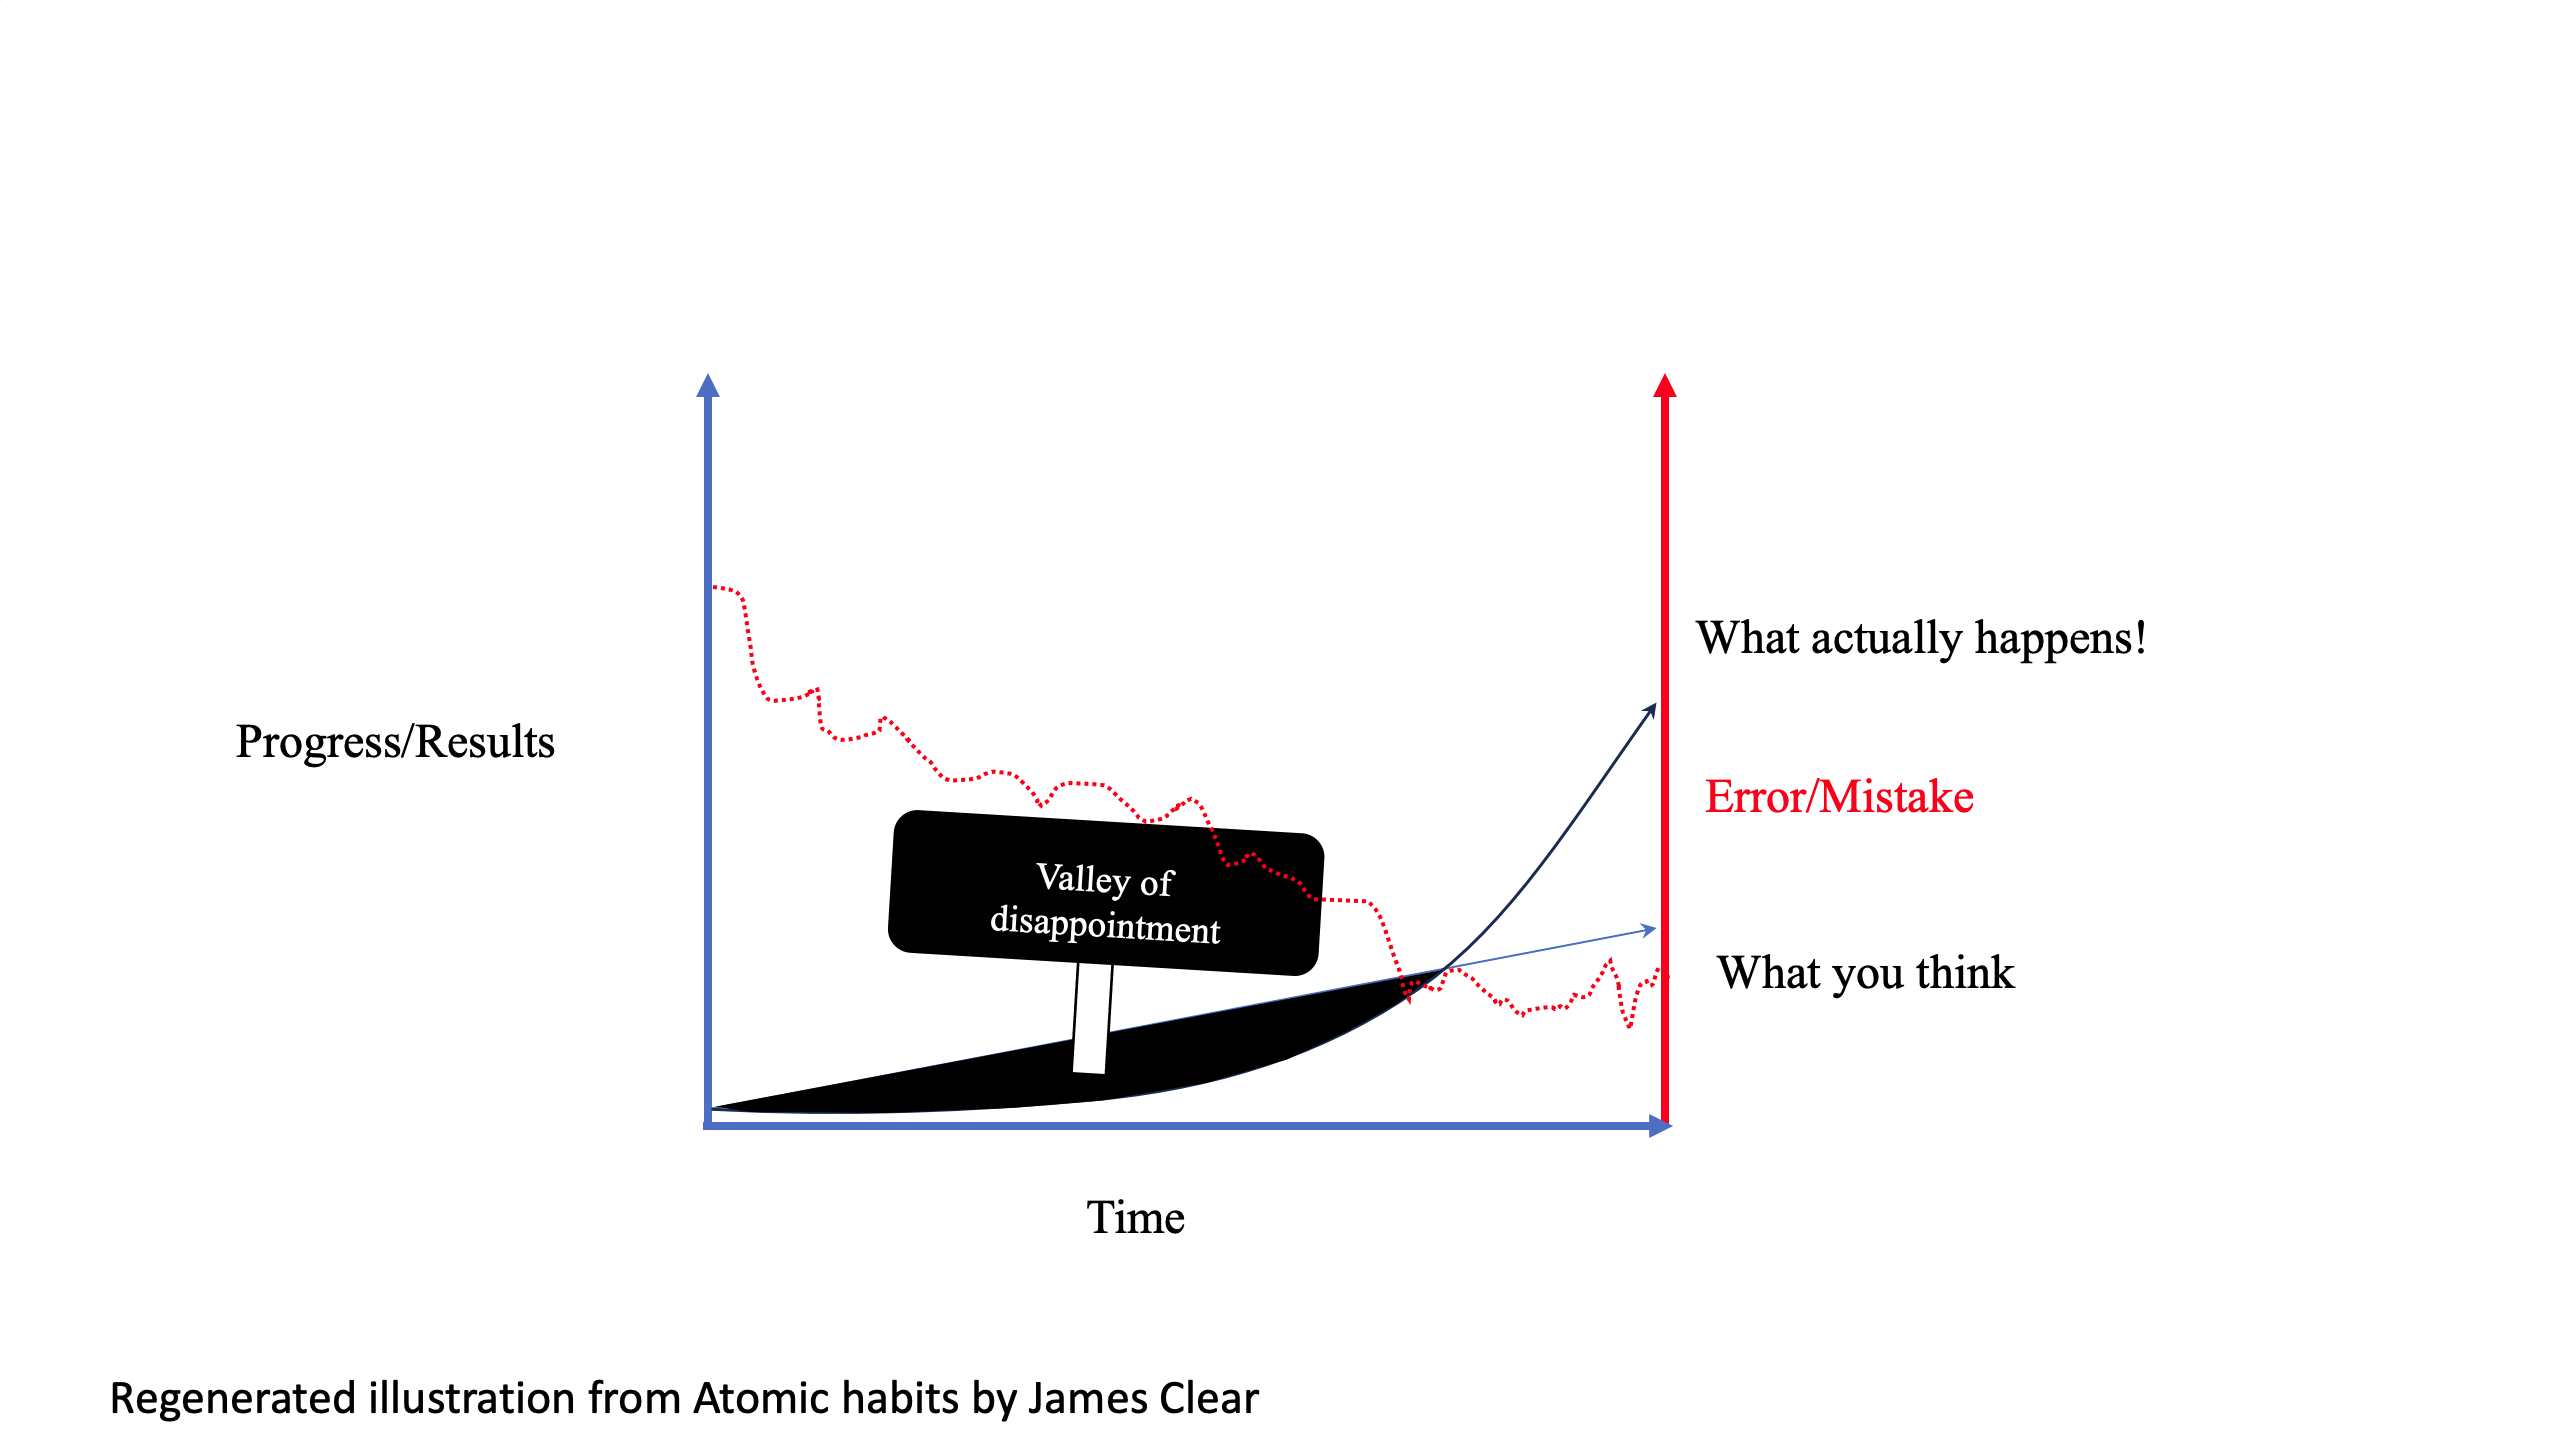 What actually happens!
Progress/Results
Error/Mistake
Valley of
disappointment
What you think
Time
Regenerated illustration from Atomic habits by James Clear